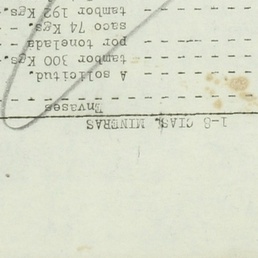 1-8 CIAS. MINERAS
Envases
A solicitud.
tambor 300 Kgs.
por tonelada
saco 74 Kgs.
tambor 192 Kgs.